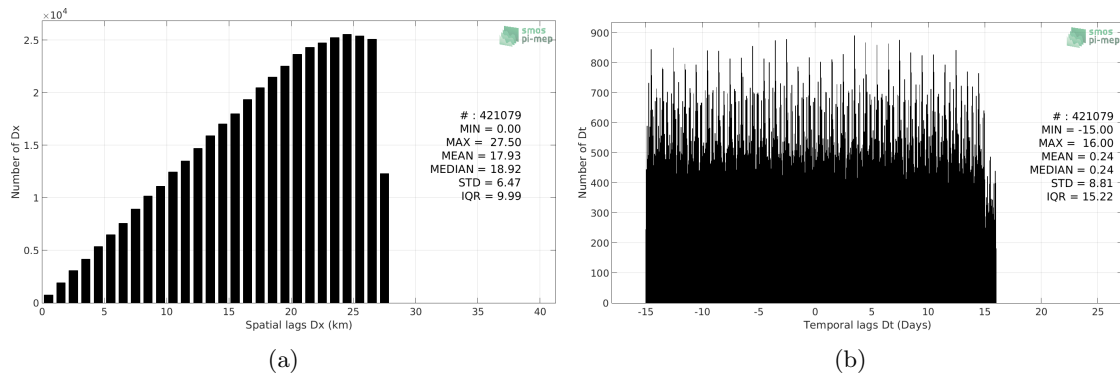 ×10⁴
2.5
2
1.5
1
0.5
0
0 5 10 15 20 25 30 35 40
Number of Dx
Spatial lags Dx (km)
smos
pi-mep
# : 421079
MIN = 0.00
MAX = 27.50
MEAN = 17.93
MEDIAN = 18.92
STD = 6.47
IQR = 9.99
(a)
900
800
700
600
500
400
300
200
100
0
-15 -10 -5 0 5 10 15 20 25
Number of Dt
Temporal lags Dt (Days)
smos
pi-mep
# : 421079
MIN = -15.00
MAX = 16.00
MEAN = 0.24
MEDIAN = 0.24
STD = 8.81
IQR = 15.22
(b)